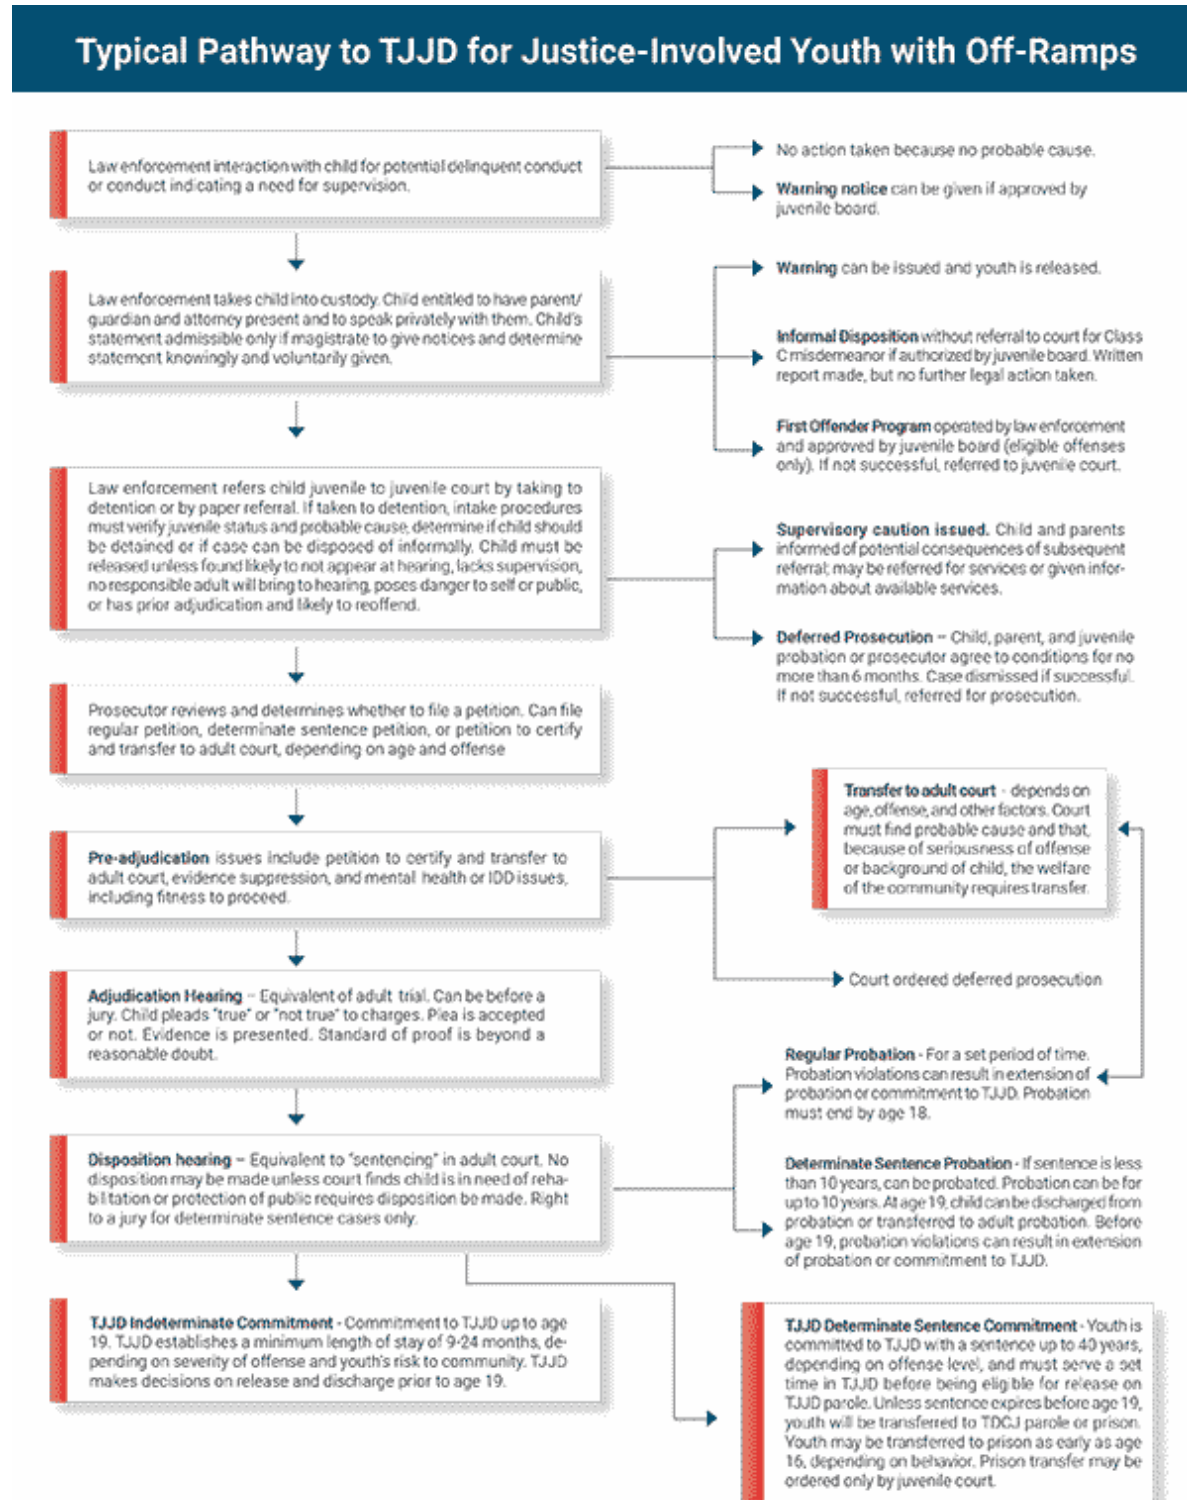 Typical Pathway to TJJD for Justice-Involved Youth with Off-Ramps
Law enforcement interaction with child for potential delinquent conduct
or conduct indicating a need for supervision.
No action taken because no probable cause.
Warning notice can be given if approved by
juvenile board.
Law enforcement takes child into custody. Child entitled to have parent/
guardian and attorney present and to speak privately with them. Child's
statement admissible only if magistrate to give notices and determine
statement knowingly and voluntarily given.
Warning can be issued and youth is released.
Informal Disposition without referral to court for Class
C misdemeanor if authorized by juvenile board. Written
report made, but no further legal action taken.
First Offender Program operated by law enforcement
and approved by juvenile board (eligible offenses
only). If not successful, referred to juvenile court.
Law enforcement refers child juvenile to juvenile court by taking to
detention or by paper referral. If taken to detention, intake procedures
must verify juvenile status and probable cause, determine if child should
be detained or if case can be disposed of informally. Child must be
released unless found likely to not appear at hearing, lacks supervision,
no responsible adult will bring to hearing, poses danger to self or public,
or has prior adjudication and likely to reoffend.
Supervisory caution issued. Child and parents
informed of potential consequences of subsequent
referral; may be referred for services or given infor-
mation about available services.
Deferred Prosecution – Child, parent, and juvenile
probation or prosecutor agree to conditions for no
more than 6 months. Case dismissed if successful.
If not successful, referred for prosecution.
Prosecutor reviews and determines whether to file a petition. Can file
regular petition, determinate sentence petition, or petition to certify
and transfer to adult court, depending on age and offense
Pre-adjudication issues include petition to certify and transfer to
adult court, evidence suppression, and mental health or IDD issues,
including fitness to proceed.
Transfer to adult court - depends on
age, offense, and other factors. Court
must find probable cause and that,
because of seriousness of offense
or background of child, the welfare
of the community requires transfer.
Court ordered deferred prosecution
Adjudication Hearing – Equivalent of adult trial. Can be before a
jury. Child pleads "true" or "not true" to charges. Plea is accepted
or not. Evidence is presented. Standard of proof is beyond a
reasonable doubt.
Disposition hearing – Equivalent to "sentencing" in adult court. No
disposition may be made unless court finds child is in need of reha-
bilitation or protection of public requires disposition be made. Right
to a jury for determinate sentence cases only.
Regular Probation - For a set period of time.
Probation violations can result in extension of
probation or commitment to TJJD. Probation
must end by age 18.
Determinate Sentence Probation - If sentence is less
than 10 years, can be probated. Probation can be for
up to 10 years. At age 19, child can be discharged from
probation or transferred to adult probation. Before
age 19, probation violations can result in extension
of probation or commitment to TJJD.
TJJD Indeterminate Commitment - Commitment to TJJD up to age
19. TJJD establishes a minimum length of stay of 9-24 months, de-
pending on severity of offense and youth's risk to community. TJJD
makes decisions on release and discharge prior to age 19.
TJJD Determinate Sentence Commitment - Youth is
committed to TJJD with a sentence up to 40 years,
depending on offense level, and must serve a set
time in TJJD before being eligible for release on
TJJD parole. Unless sentence expires before age 19,
youth will be transferred to TDCJ parole or prison.
Youth may be transferred to prison as early as age
16, depending on behavior. Prison transfer may be
ordered only by juvenile court.